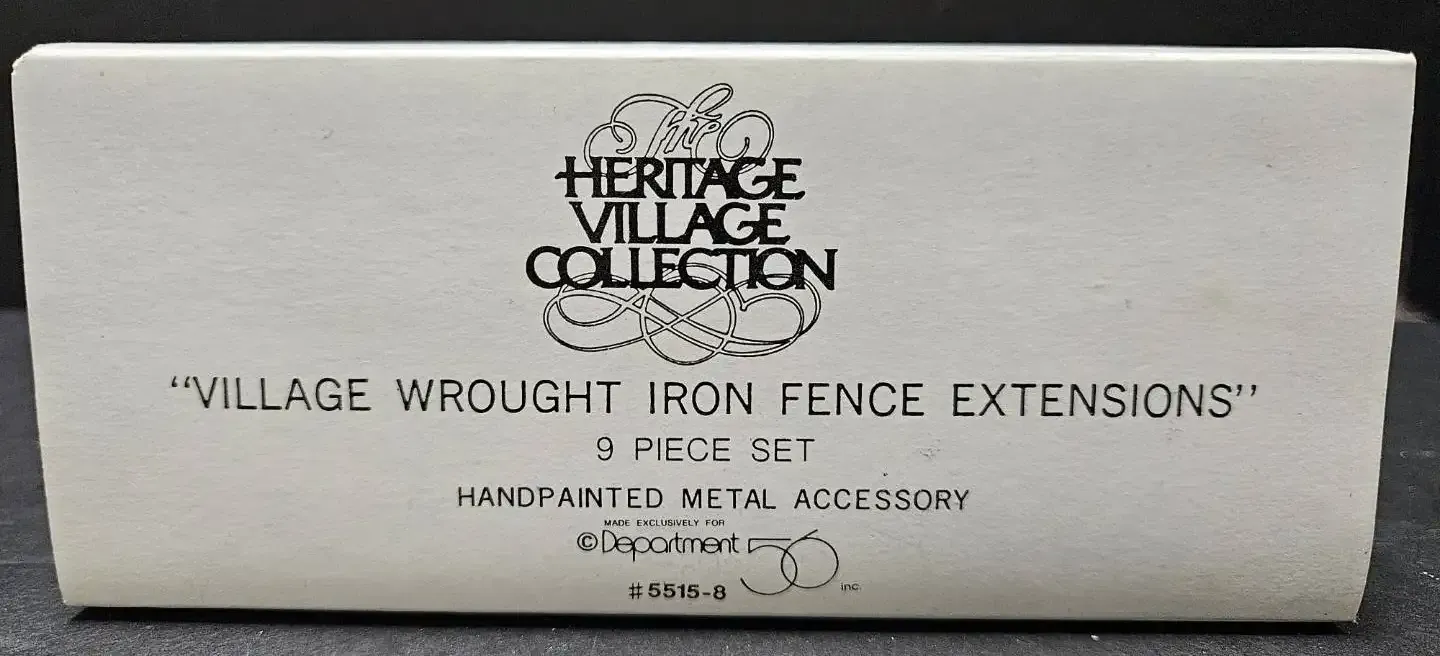 The
HERITAGE
VILLAGE
COLLECTION
“VILLAGE WROUGHT IRON FENCE EXTENSIONS”
9 PIECE SET
HANDPAINTED METAL ACCESSORY
MADE EXCLUSIVELY FOR
©Department 56 inc.
#5515-8